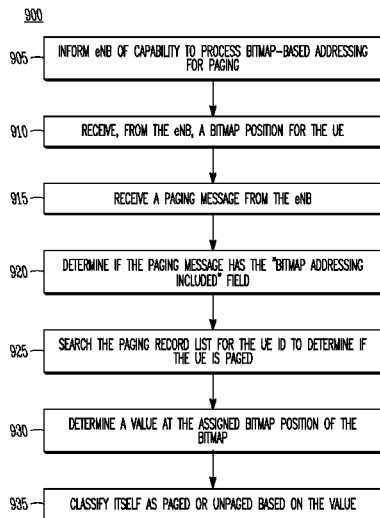 900
905
INFORM eNB OF CAPABILITY TO PROCESS BITMAP-BASED ADDRESSING
FOR PAGING
910
RECEIVE, FROM THE eNB, A BITMAP POSITION FOR THE UE
915
RECEIVE A PAGING MESSAGE FROM THE eNB
920
DETERMINE IF THE PAGING MESSAGE HAS THE "BITMAP ADDRESSING
INCLUDED" FIELD
925
SEARCH THE PAGING RECORD LIST FOR THE UE ID TO DETERMINE IF
THE UE IS PAGED
930
DETERMINE A VALUE AT THE ASSIGNED BITMAP POSITION OF THE
BITMAP
935
CLASSIFY ITSELF AS PAGED OR UNPAGED BASED ON THE VALUE